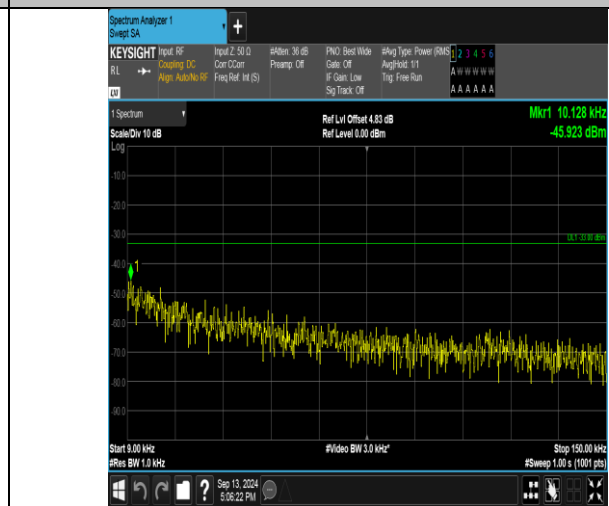 Spectrum Analyzer 1
Swept SA
+
KEYSIGHT Input: RF Input Z: 50 Ω #Atten: 36 dB PNO: Best Wide #Avg Type: Power (RMS 1 2 3 4 5 6
RL Coupling: DC Corr CCorr Preamp: Off Gate: Off Avg|Hold: 1/1 A W W W W W
Align: Auto/No RF Freq Ref: Int (S) IF Gain: Low Trig: Free Run
Sig Track: Off A A A A A A
1 Spectrum Ref Lvl Offset 4.83 dB Mkr1 10.128 kHz
Scale/Div 10 dB Ref Level 0.00 dBm -45.923 dBm
Log
-10.0
-20.0
-30.0
DL1 -33.00 dBm
-40.0
1
-50.0
-60.0
-70.0
-80.0
-90.0
Start 9.00 kHz #Video BW 3.0 kHz* Stop 150.00 kHz
#Res BW 1.0 kHz #Sweep 1.00 s (1001 pts)
? Sep 13, 2024
5:06:22 PM